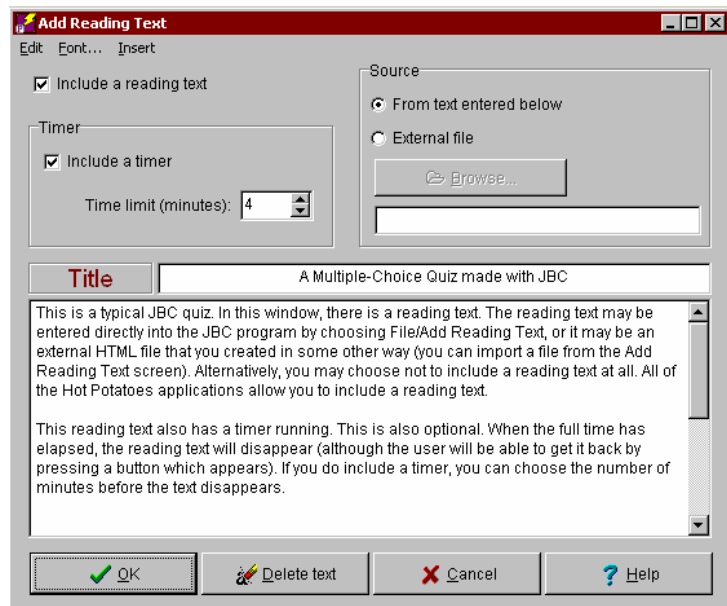 Add Reading Text
Edit Font... Insert
Include a reading text
Source
From text entered below
External file
Browse...
Timer
Include a timer
Time limit (minutes): 4
Title
A Multiple-Choice Quiz made with JBC
This is a typical JBC quiz. In this window, there is a reading text. The reading text may be
entered directly into the JBC program by choosing File/Add Reading Text, or it may be an
external HTML file that you created in some other way (you can import a file from the Add
Reading Text screen). Alternatively, you may choose not to include a reading text at all. All of
the Hot Potatoes applications allow you to include a reading text.
This reading text also has a timer running. This is also optional. When the full time has
elapsed, the reading text will disappear (although the user will be able to get it back by
pressing a button which appears). If you do include a timer, you can choose the number of
minutes before the text disappears.
OK Delete text Cancel Help